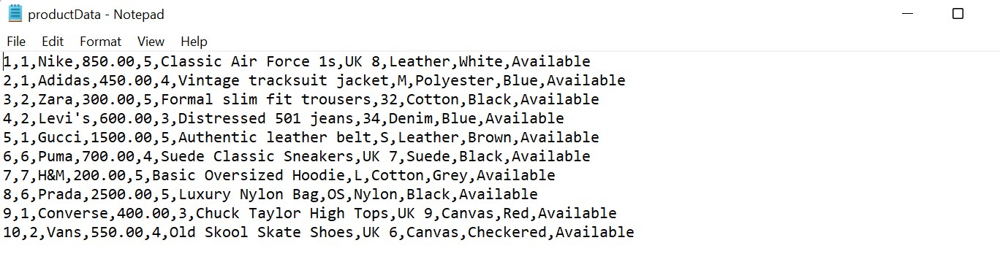 productData - Notepad
File Edit Format View Help
1,1,Nike,850.00,5,Classic Air Force 1s,UK 8,Leather,White,Available
2,1,Adidas,450.00,4,Vintage tracksuit jacket,M,Polyester,Blue,Available
3,2,Zara,300.00,5,Formal slim fit trousers,32,Cotton,Black,Available
4,2,Levi's,600.00,3,Distressed 501 jeans,34,Denim,Blue,Available
5,1,Gucci,1500.00,5,Authentic leather belt,S,Leather,Brown,Available
6,6,Puma,700.00,4,Suede Classic Sneakers,UK 7,Suede,Black,Available
7,7,H&M,200.00,5,Basic Oversized Hoodie,L,Cotton,Grey,Available
8,6,Prada,2500.00,5,Luxury Nylon Bag,OS,Nylon,Black,Available
9,1,Converse,400.00,3,Chuck Taylor High Tops,UK 9,Canvas,Red,Available
10,2,Vans,550.00,4,Old Skool Skate Shoes,UK 6,Canvas,Checkered,Available